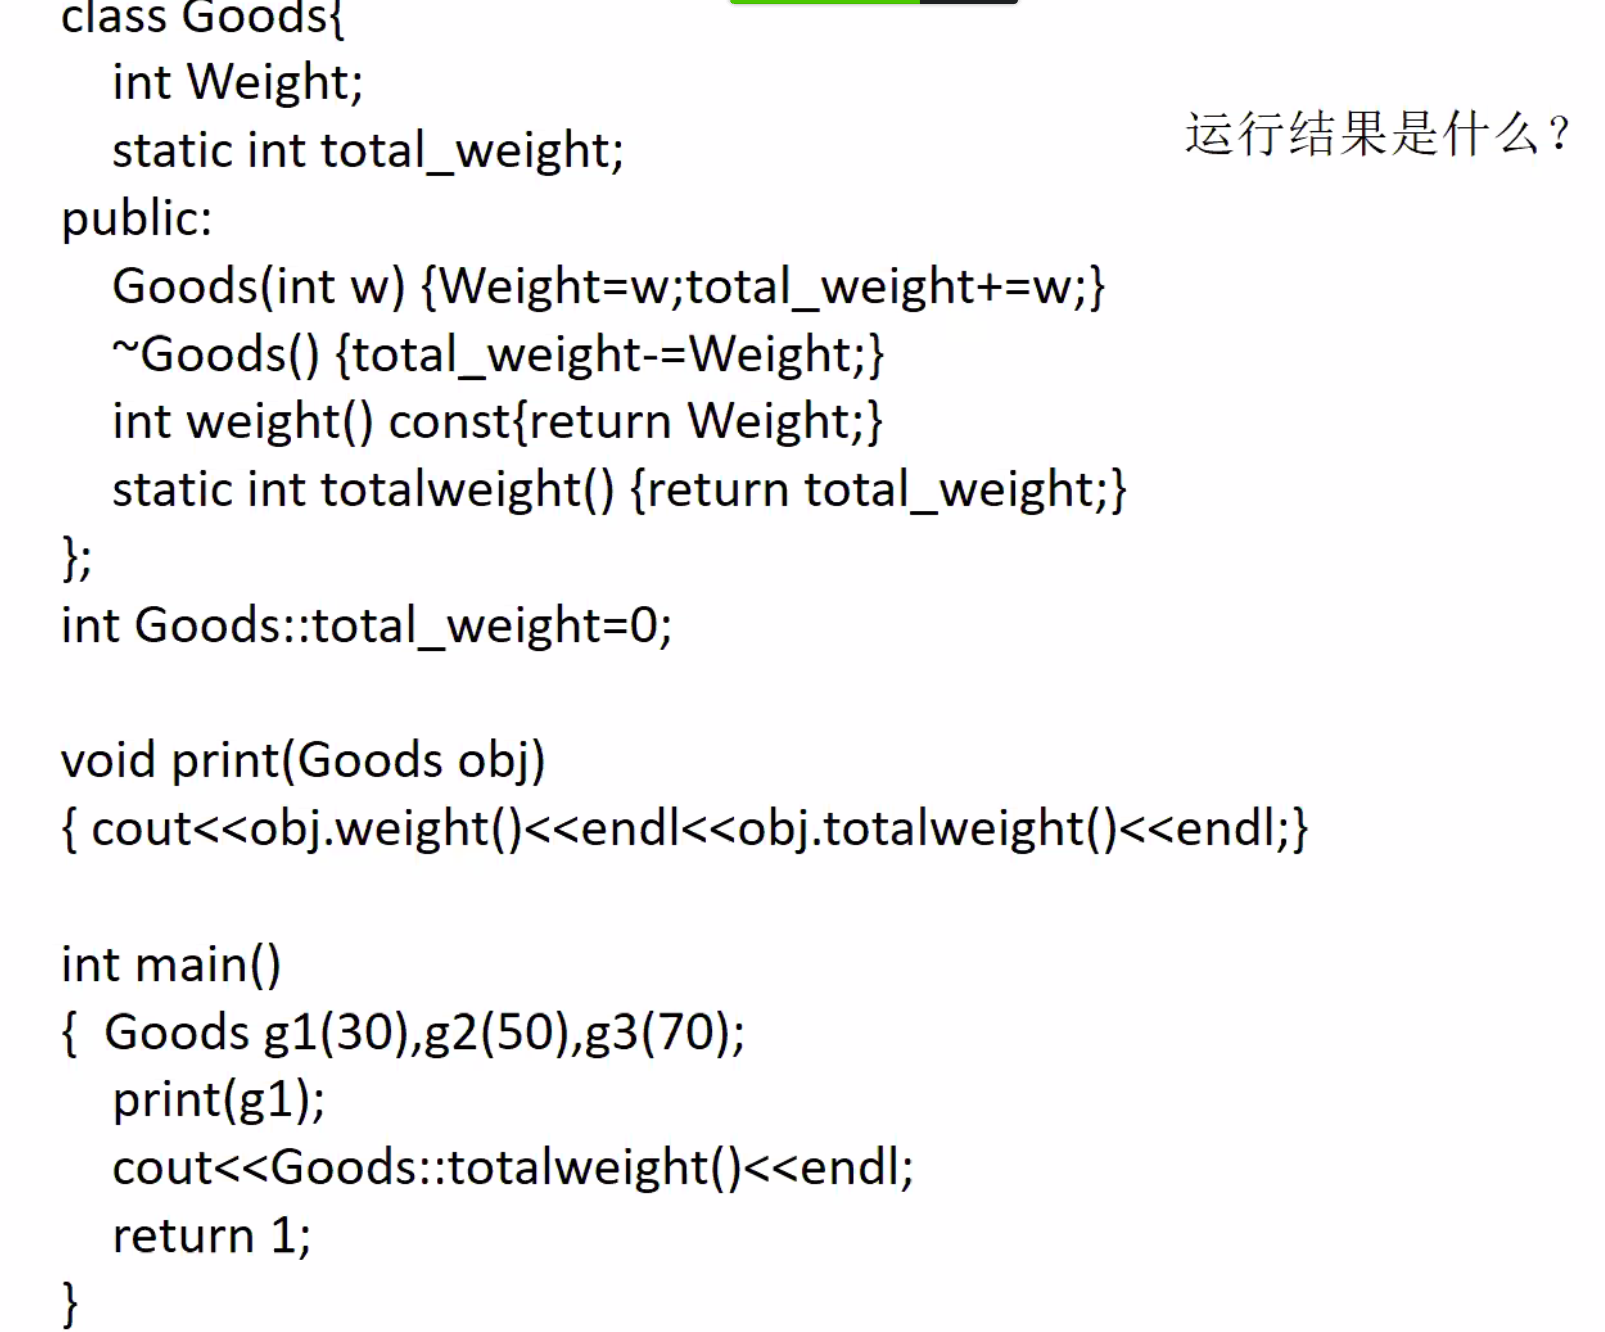 class Goods{
int Weight;
运行结果是什么？
static int total_weight;
public:
Goods(int w) {Weight=w;total_weight+=w;}
~Goods() {total_weight-=Weight;}
int weight() const{return Weight;}
static int totalweight() {return total_weight;}
};
int Goods::total_weight=0;
void print(Goods obj)
{ cout<<obj.weight()<<endl<<obj.totalweight()<<endl;}
int main()
{ Goods g1(30),g2(50),g3(70);
print(g1);
cout<<Goods::totalweight()<<endl;
return 1;
}